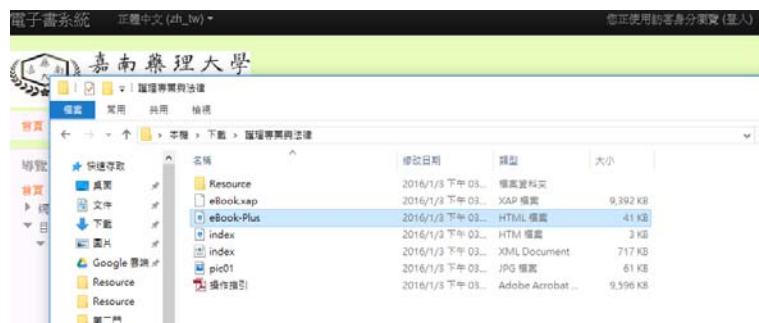 電子書系統 正體中文 (zh_tw)
您正使用訪客身分瀏覽 (登入)
嘉南藥理大學
護理專業與法律
檔案 常用 共用 檢視
首頁
本機 › 下載 › 護理專業與法律
導覽
快速存取
名稱 修改日期 類型 大小
首頁
桌面
Resource 2016/1/3 下午 03... 檔案資料夾
文件
eBook.xap 2016/1/3 下午 03... XAP 檔案 9,392 KB
下載
eBook-Plus 2016/1/3 下午 03... HTML 檔案 41 KB
圖片
index 2016/1/3 下午 03... HTM 檔案 3 KB
Google 雲端
index 2016/1/3 下午 03... XML Document 717 KB
Resource
pic01 2016/1/3 下午 03... JPG 檔案 61 KB
Resource
操作指引 2016/1/3 下午 03... Adobe Acrobat ... 9,596 KB
第二門